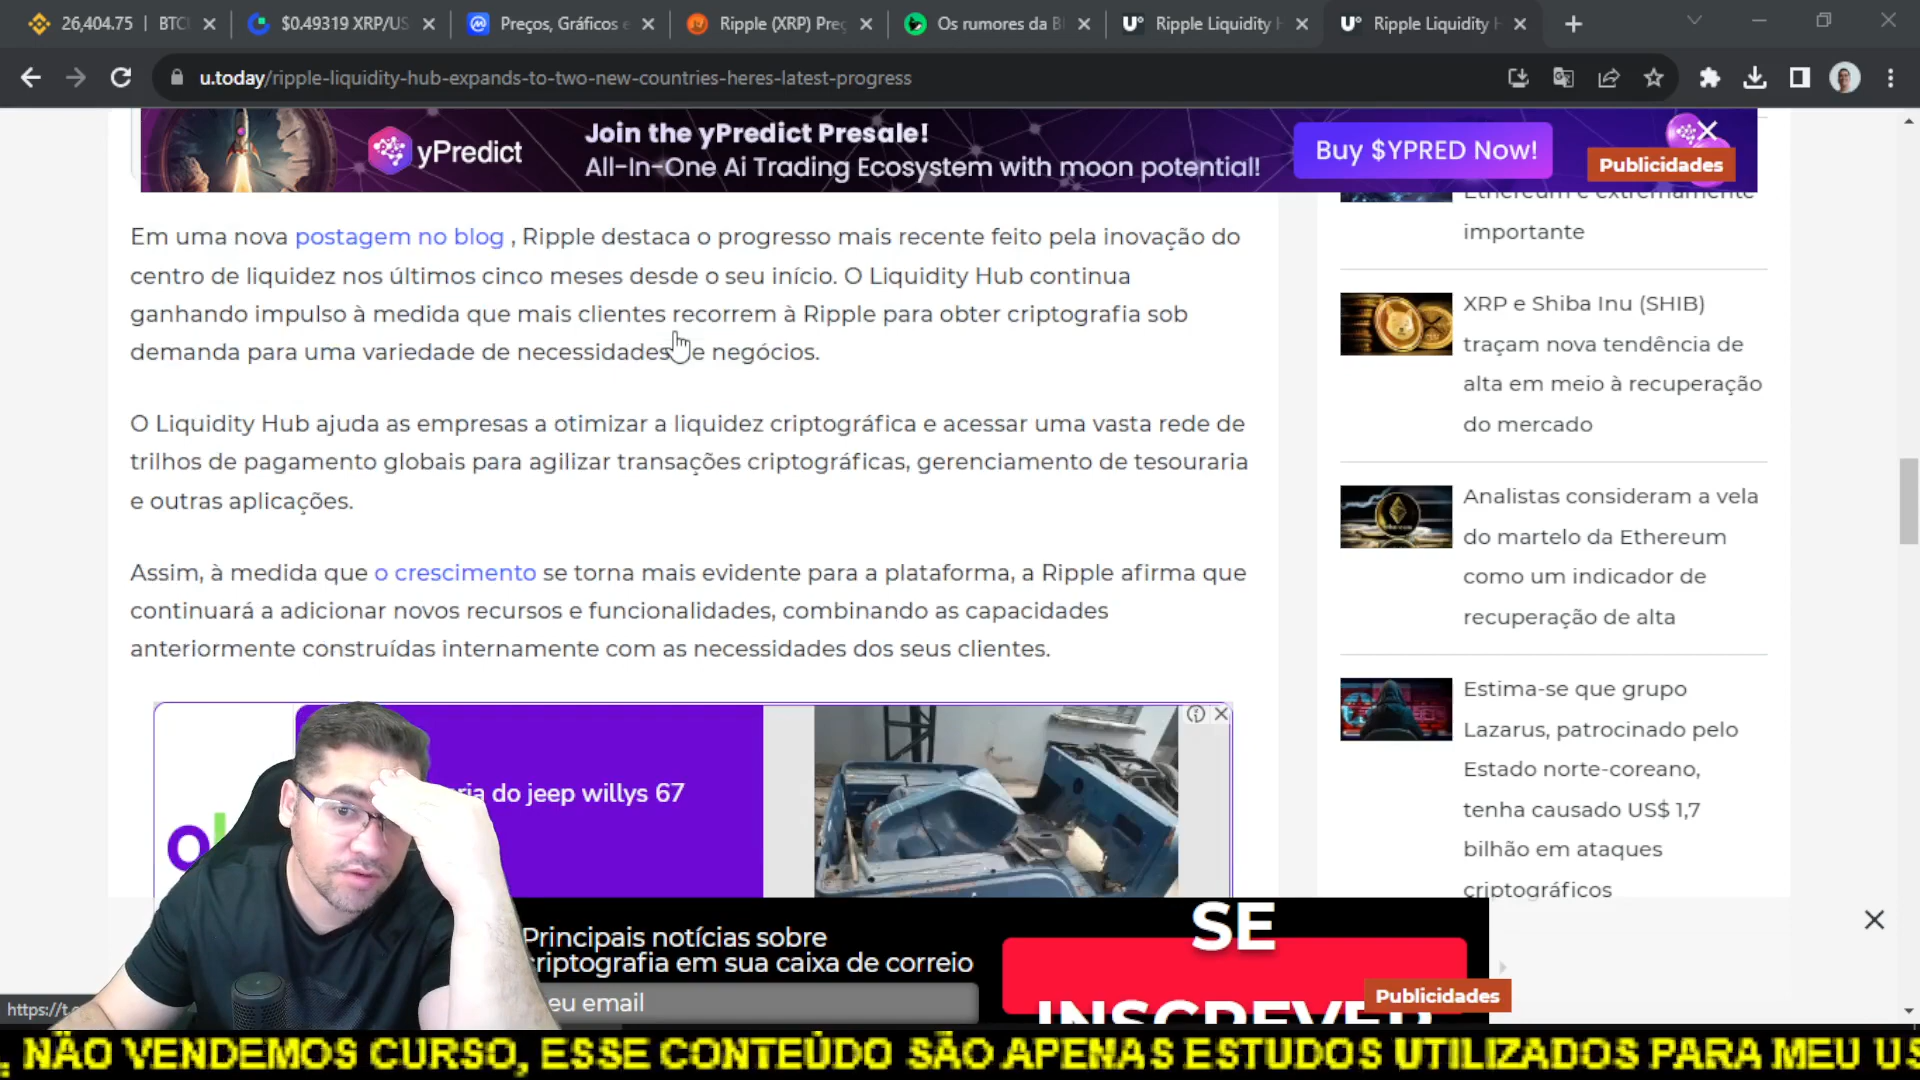 26,404.75 | BTCU
$0.49319 XRP/US
Preços, Gráficos e
Ripple (XRP) Preç
Os rumores da Bl
Ripple Liquidity H
Ripple Liquidity H
u.today/ripple-liquidity-hub-expands-to-two-new-countries-heres-latest-progress
yPredict
Join the yPredict Presale!
All-In-One Ai Trading Ecosystem with moon potential!
Buy $YPRED Now!
Publicidades
Em uma nova postagem no blog , Ripple destaca o progresso mais recente feito pela inovação do
centro de liquidez nos últimos cinco meses desde o seu início. O Liquidity Hub continua
ganhando impulso à medida que mais clientes recorrem à Ripple para obter criptografia sob
demanda para uma variedade de necessidades e negócios.
O Liquidity Hub ajuda as empresas a otimizar a liquidez criptográfica e acessar uma vasta rede de
trilhos de pagamento globais para agilizar transações criptográficas, gerenciamento de tesouraria
e outras aplicações.
Assim, à medida que o crescimento se torna mais evidente para a plataforma, a Ripple afirma que
continuará a adicionar novos recursos e funcionalidades, combinando as capacidades
anteriormente construídas internamente com as necessidades dos seus clientes.
Ethereum é extremamente
importante
XRP e Shiba Inu (SHIB)
traçam nova tendência de
alta em meio à recuperação
do mercado
Analistas consideram a vela
do martelo da Ethereum
como um indicador de
recuperação de alta
Estima-se que grupo
Lazarus, patrocinado pelo
Estado norte-coreano,
tenha causado US$ 1,7
bilhão em ataques
criptográficos
ria do jeep willys 67
Principais notícias sobre
criptografia em sua caixa de correio
eu email
SE
INSCREVER
Publicidades
https://t.
. NÃO VENDEMOS CURSO, ESSE CONTEÚDO SÃO APENAS ESTUDOS UTILIZADOS PARA MEU US